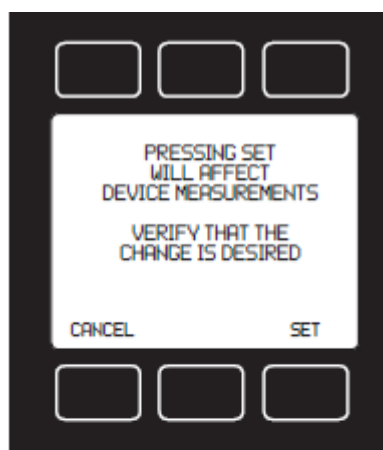 PRESSING SET
WILL AFFECT
DEVICE MEASUREMENTS
VERIFY THAT THE
CHANGE IS DESIRED
CANCEL SET